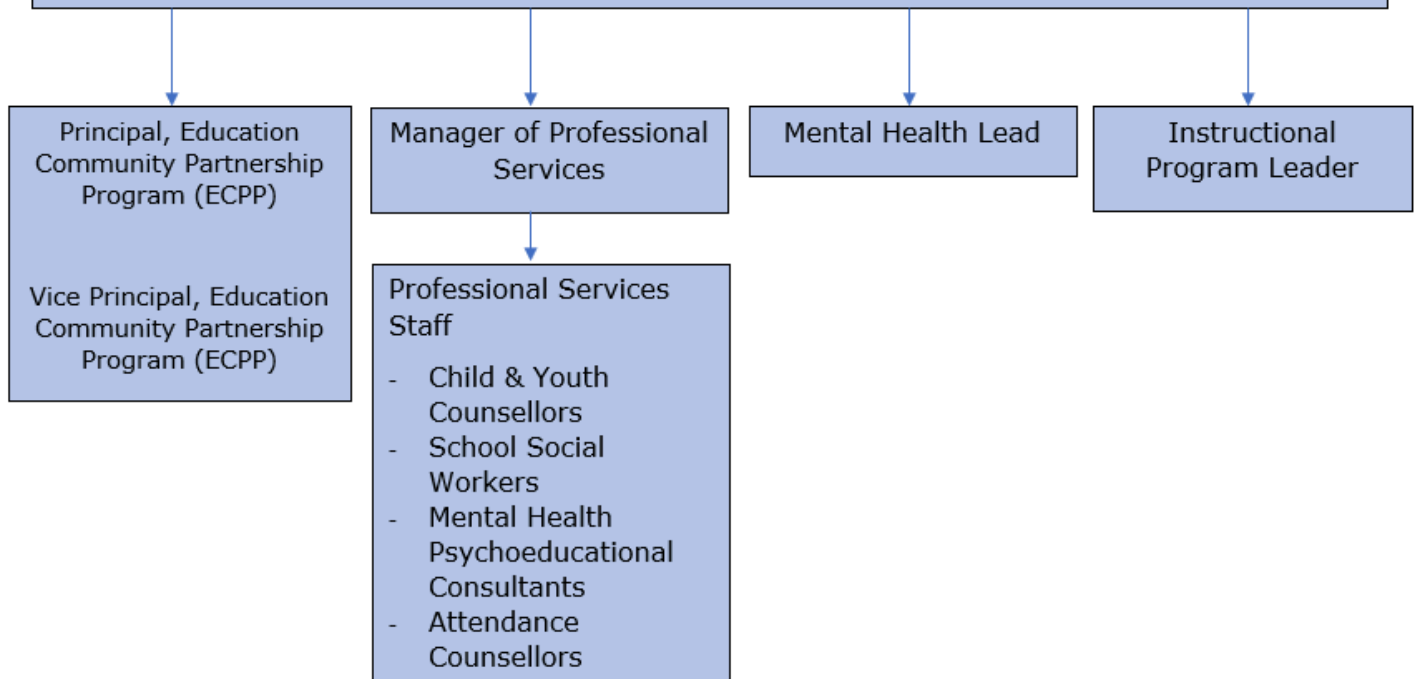 Principal, Education
Community Partnership
Program (ECPP)
Vice Principal, Education
Community Partnership
Program (ECPP)
Manager of Professional
Services
Professional Services
Staff
- Child & Youth
Counsellors
- School Social
Workers
- Mental Health
Psychoeducational
Consultants
- Attendance
Counsellors
Mental Health Lead
Instructional
Program Leader